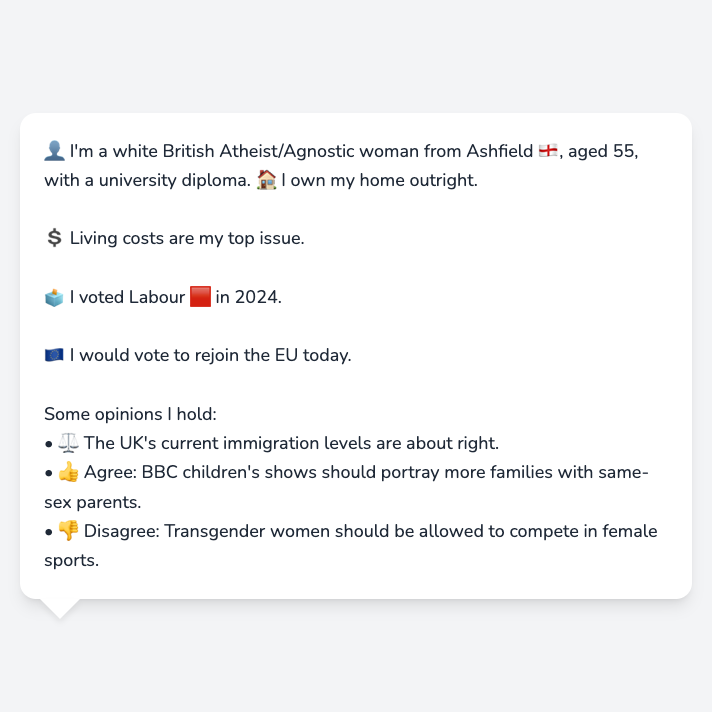 👤 I'm a white British Atheist/Agnostic woman from Ashfield 🏴󠁧󠁢󠁥󠁮󠁧󠁿, aged 55,
with a university diploma. 🏠 I own my home outright.
💲 Living costs are my top issue.
🗳️ I voted Labour 🟥 in 2024.
🇪🇺 I would vote to rejoin the EU today.
Some opinions I hold:
• ⚖️ The UK's current immigration levels are about right.
• 👍 Agree: BBC children's shows should portray more families with same-
sex parents.
• 👎 Disagree: Transgender women should be allowed to compete in female
sports.